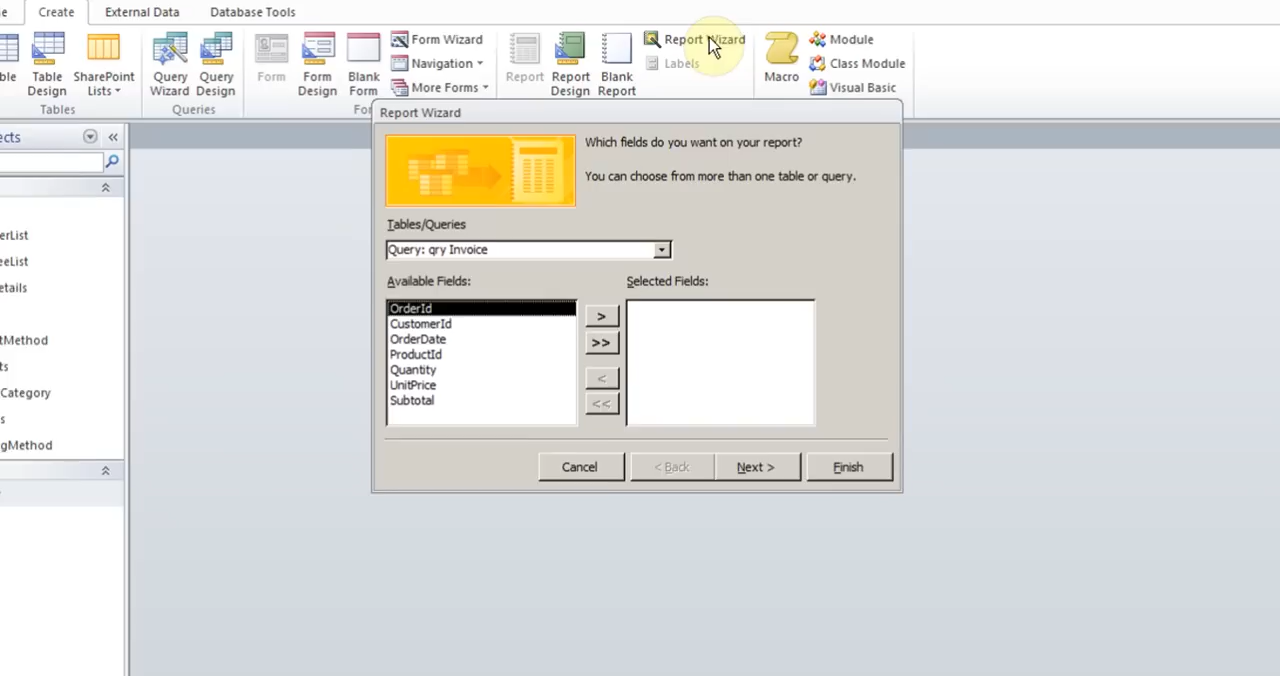 e Create External Data Database Tools
ble
Table Design
SharePoint Lists
Tables
Query Wizard
Query Design
Queries
Form
Form Design
Blank Form
Form Wizard
Navigation
More Forms
For
Report
Report Design
Blank Report
Report Wizard
Labels
Macro
Module
Class Module
Visual Basic
ects
erList
eeList
etails
tMethod
ts
Category
s
gMethod
Report Wizard
Which fields do you want on your report?
You can choose from more than one table or query.
Tables/Queries
Query: qry Invoice
Available Fields:
Selected Fields:
OrderId
CustomerId
OrderDate
ProductId
Quantity
UnitPrice
Subtotal
>
>>
<
<<
Cancel
< Back
Next >
Finish